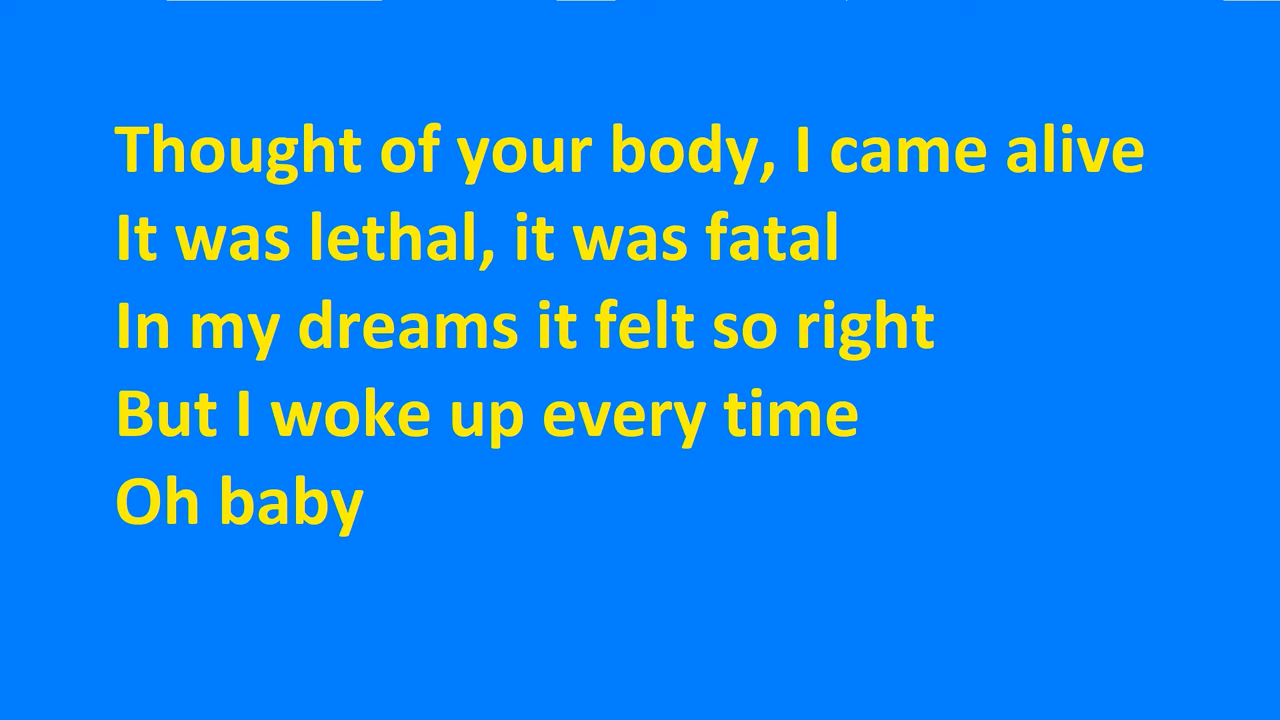 Thought of your body, I came alive
It was lethal, it was fatal
In my dreams it felt so right
But I woke up every time
Oh baby